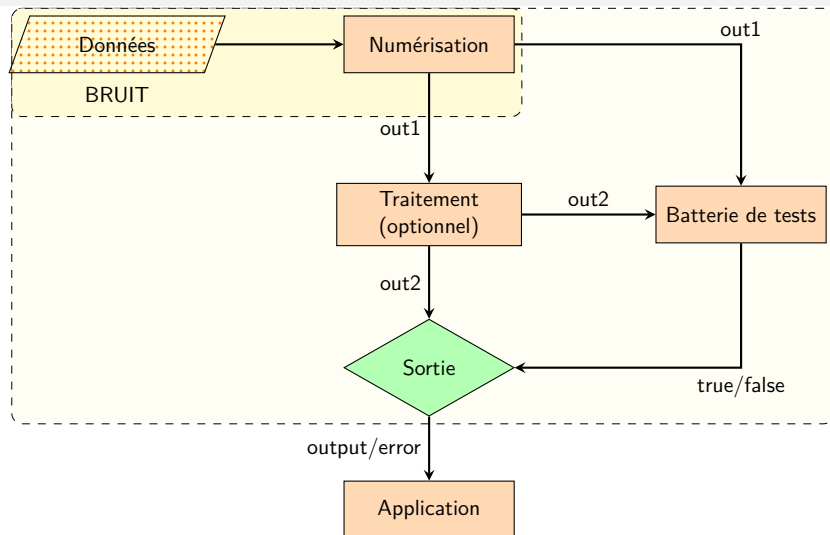 Données
Numérisation
out1
BRUIT
out1
Traitement
(optionnel)
out2
Batterie de tests
out2
Sortie
true/false
output/error
Application